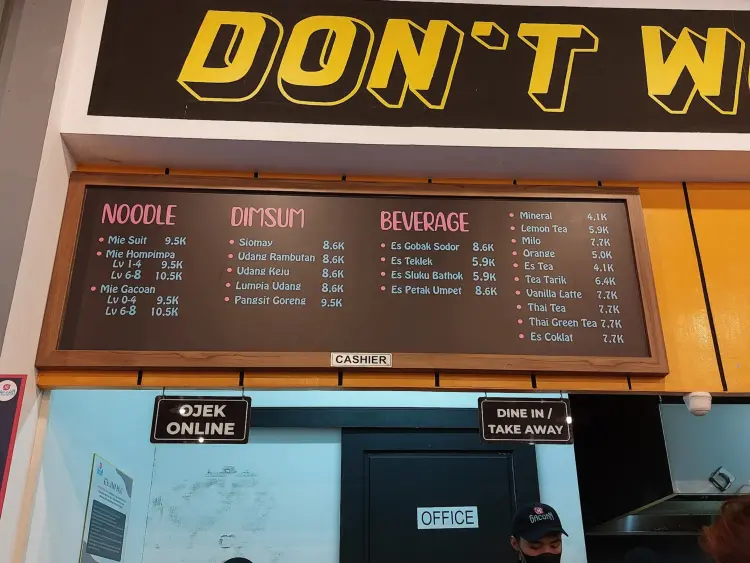 DON'T
NOODLE
Mie Suit 9.5K
Mie Hompimpa
Lv 1-4 9.5K
Lv 6-8 10.5K
Mie Gacoan
Lv 0-4 9.5K
Lv 6-8 10.5K
DIMSUM
Siomay 8.6K
Udang Rambutan 8.6K
Udang Keju 8.6K
Lumpia Udang 8.6K
Pangsit Goreng 9.5K
BEVERAGE
Es Gobak Sodor 8.6K
Es Teklek 5.9K
Es Sluku Bathok 5.9K
Es Petak Umpet 8.6K
Mineral 4.1K
Lemon Tea 5.9K
Milo 7.7K
Orange 5.0K
Es Tea 4.1K
Tea Tarik 6.4K
Vanilla Latte 7.7K
Thai Tea 7.7K
Thai Green Tea 7.7K
Es Coklat 7.7K
CASHIER
OJEK
ONLINE
DINE IN /
TAKE AWAY
OFFICE
GACOAN